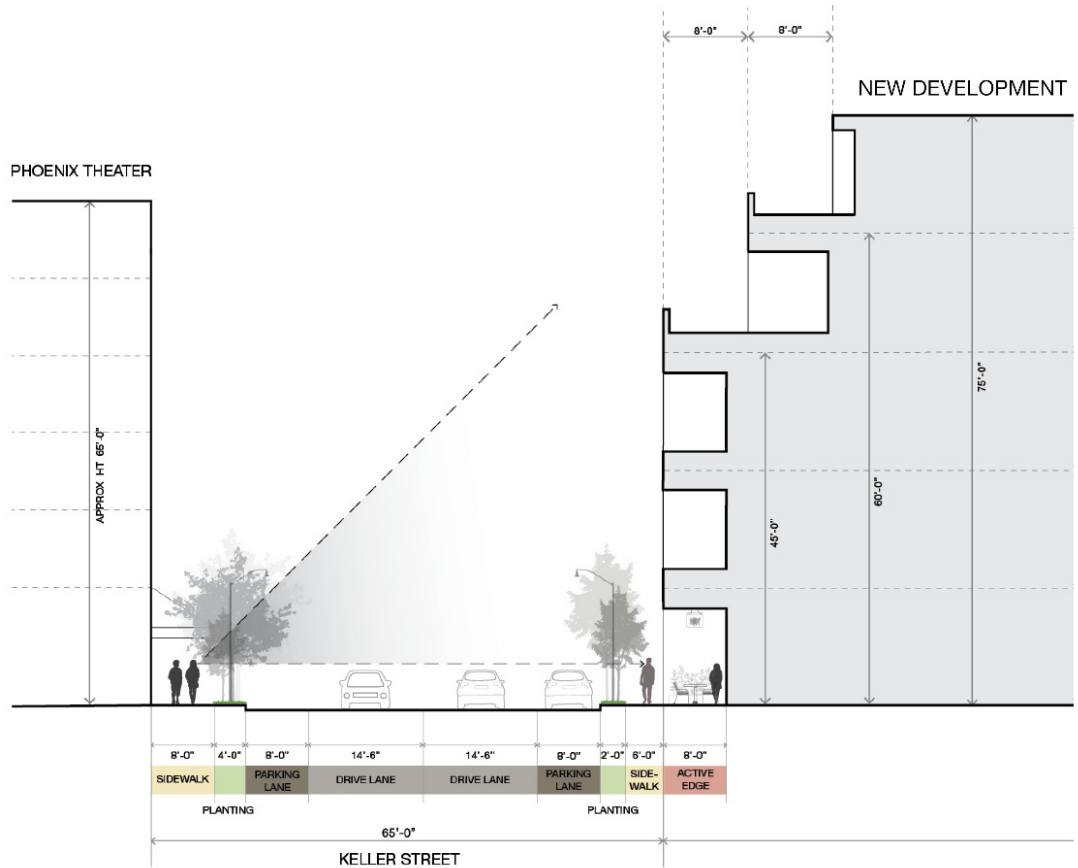 8'-0" 8'-0"
NEW DEVELOPMENT
PHOENIX THEATER
APPROX HT 65'-0"
45'-0"
60'-0"
75'-0"
8'-0" 4'-0" 8'-0" 14'-6" 14'-6" 8'-0" 2'-0" 6'-0" 8'-0"
SIDEWALK
PARKING
LANE
DRIVE LANE
DRIVE LANE
PARKING
LANE
SIDE-
WALK
ACTIVE
EDGE
PLANTING
PLANTING
65'-0"
KELLER STREET